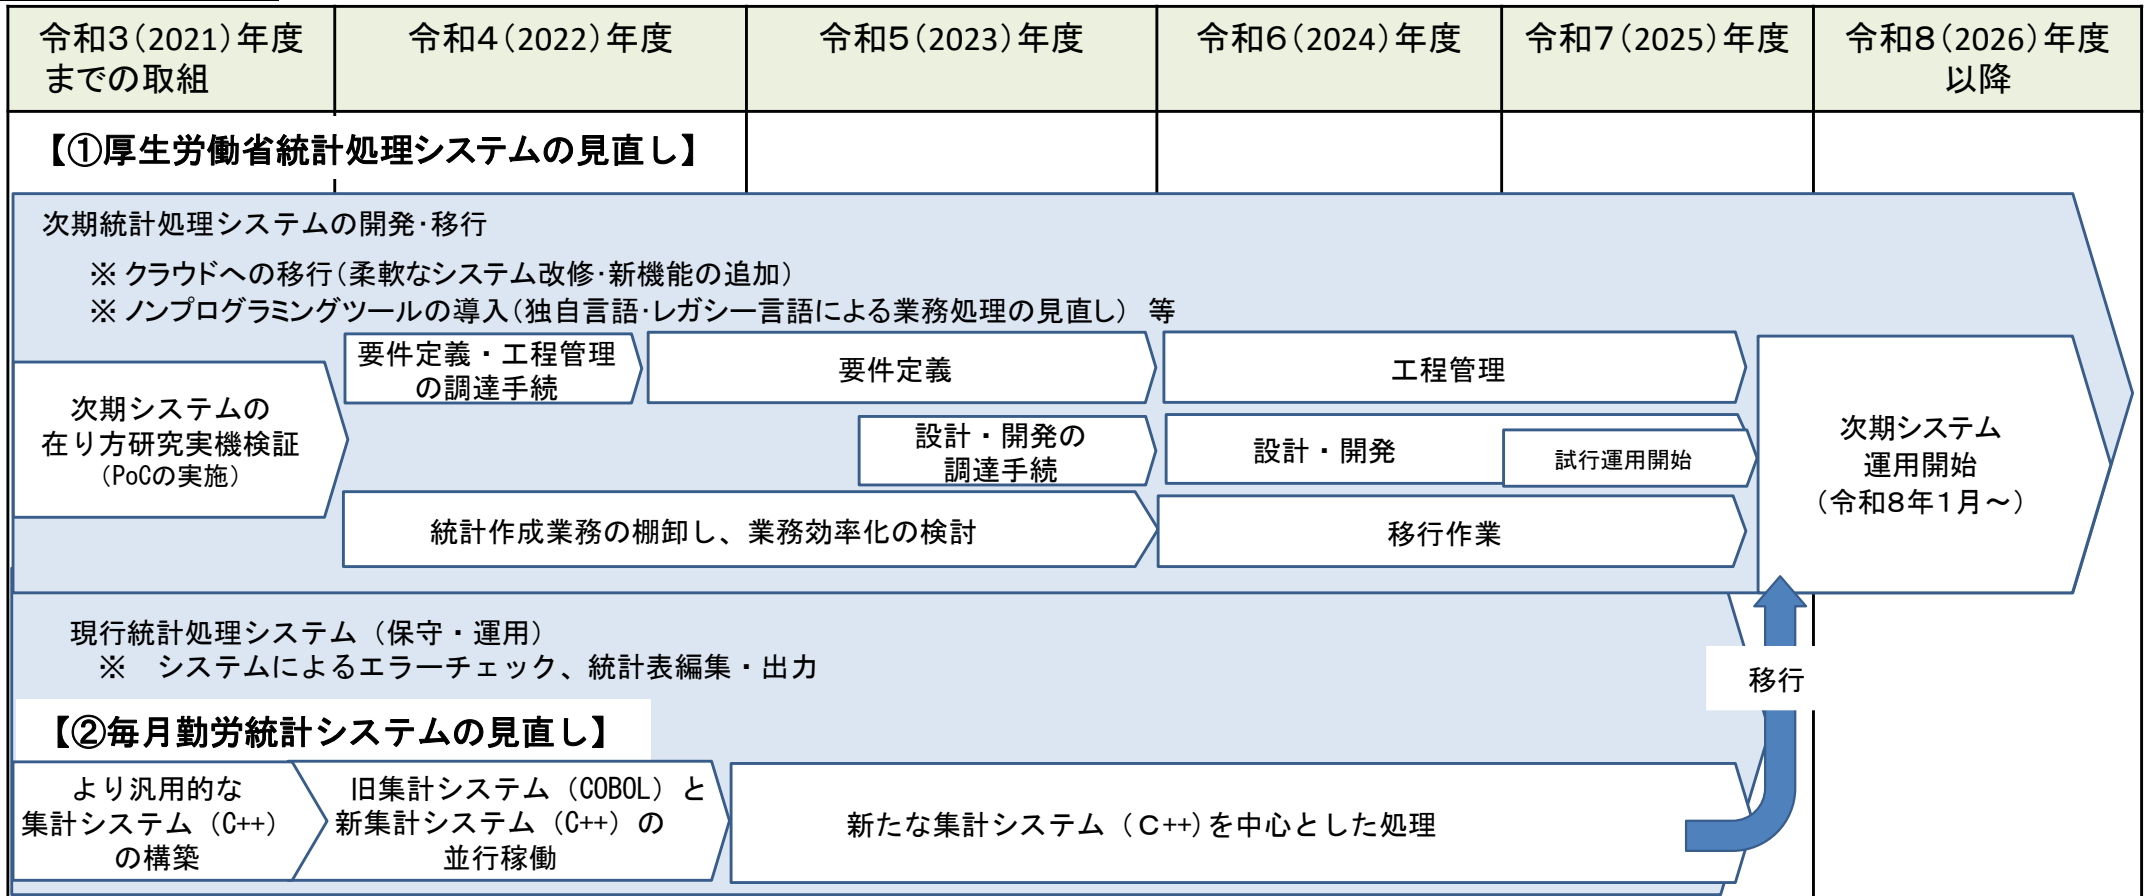 令和３（2021）年度
までの取組
令和４（2022）年度
令和５（2023）年度
令和６（2024）年度
令和７（2025）年度
令和８（2026）年度
以降
【①厚生労働省統計処理システムの見直し】
次期統計処理システムの開発・移行
※ クラウドへの移行（柔軟なシステム改修・新機能の追加）
※ ノンプログラミングツールの導入（独自言語・レガシー言語による業務処理の見直し） 等
次期システムの
在り方研究実機検証
（PoCの実施）
要件定義・工程管理
の調達手続
要件定義
工程管理
設計・開発の
調達手続
設計・開発
試行運用開始
統計作成業務の棚卸し、業務効率化の検討
移行作業
次期システム
運用開始
（令和８年１月～）
現行統計処理システム（保守・運用）
※　システムによるエラーチェック、統計表編集・出力
移行
【②毎月勤労統計システムの見直し】
より汎用的な
集計システム（C++）
の構築
旧集計システム（COBOL）と
新集計システム（C++）の
並行稼働
新たな集計システム（Ｃ++）を中心とした処理